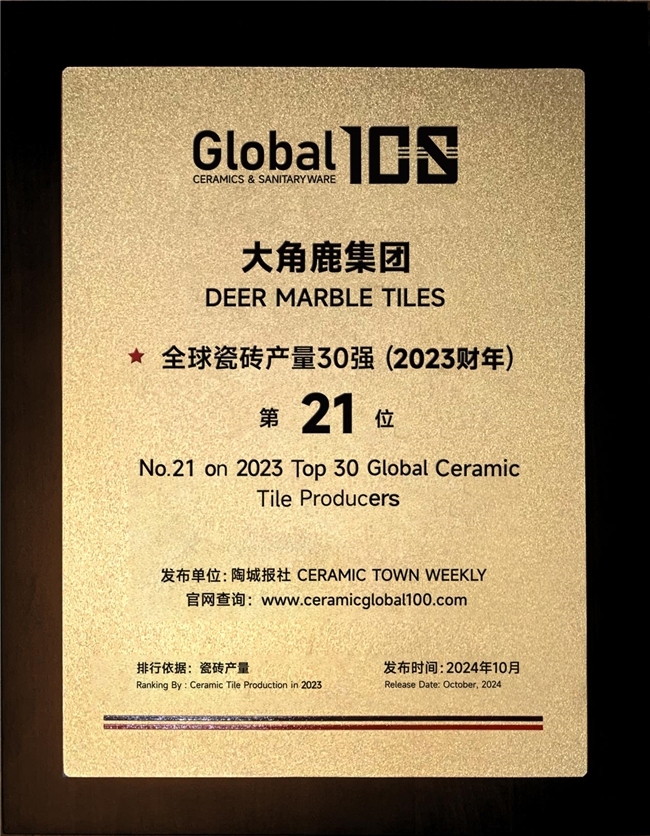 Global 100
CERAMICS & SANITARYWARE
大角鹿集团
DEER MARBLE TILES
全球瓷砖产量30强 (2023财年)
第 21 位
No.21 on 2023 Top 30 Global Ceramic
Tile Producers
发布单位: 陶城报社 CERAMIC TOWN WEEKLY
官网查询: www.ceramicglobal100.com
排行依据: 瓷砖产量 发布时间: 2024年10月
Ranking By : Ceramic Tile Production in 2023 Release Date: October, 2024